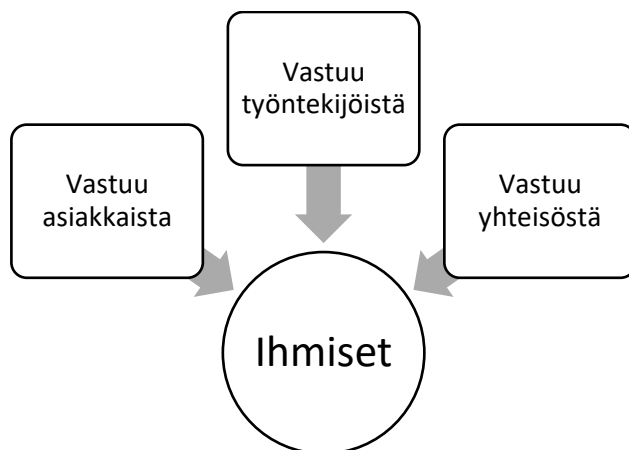 Vastuu
työntekijöistä
Vastuu
asiakkaista
Vastuu
yhteisöstä
Ihmiset